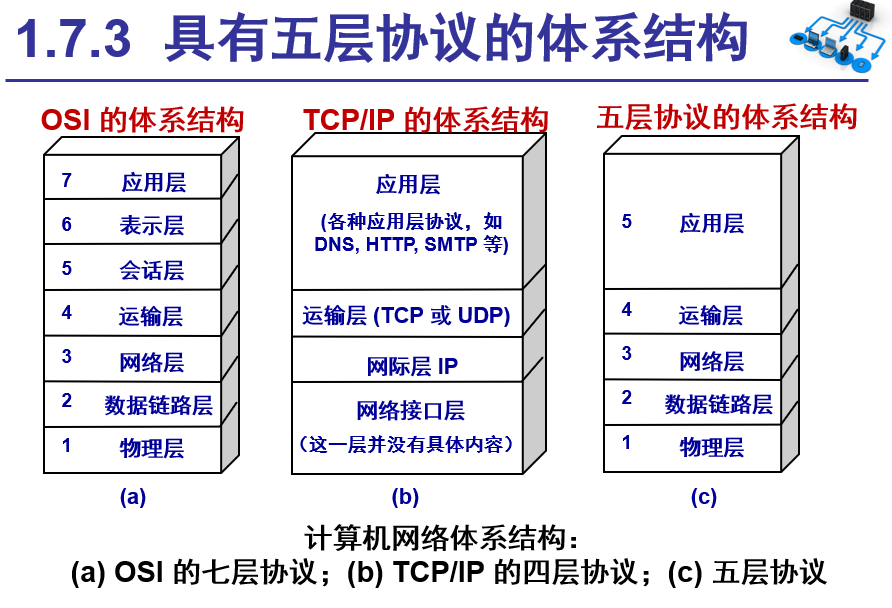 1.7.3 具有五层协议的体系结构
OSI 的体系结构
7 应用层
6 表示层
5 会话层
4 运输层
3 网络层
2 数据链路层
1 物理层
(a)
TCP/IP 的体系结构
应用层
(各种应用层协议，如
DNS, HTTP, SMTP 等)
运输层 (TCP 或 UDP)
网际层 IP
网络接口层
（这一层并没有具体内容）
(b)
五层协议的体系结构
5 应用层
4 运输层
3 网络层
2 数据链路层
1 物理层
(c)
计算机网络体系结构：
(a) OSI 的七层协议；(b) TCP/IP 的四层协议；(c) 五层协议